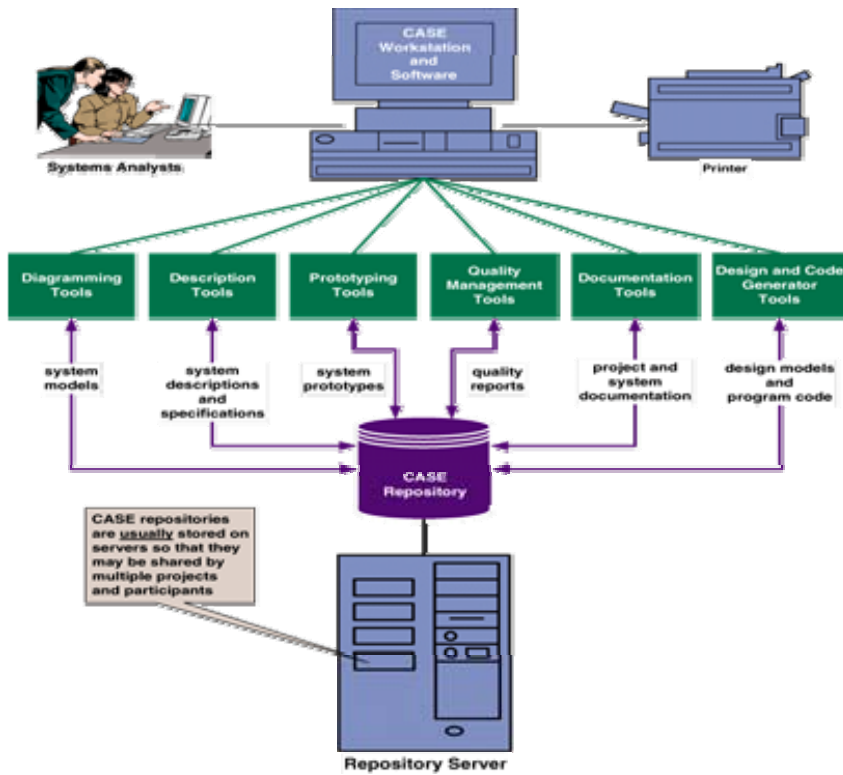 CASE
Workstation
and
Software
Systems Analysts
Printer
Diagramming
Tools
Description
Tools
Prototyping
Tools
Quality
Management
Tools
Documentation
Tools
Design and Code
Generator
Tools
system
models
system
descriptions
and
specifications
system
prototypes
quality
reports
project and
system
documentation
design models
and
program code
CASE
Repository
CASE repositories
are usually stored on
servers so that they
may be shared by
multiple projects
and participants
Repository Server